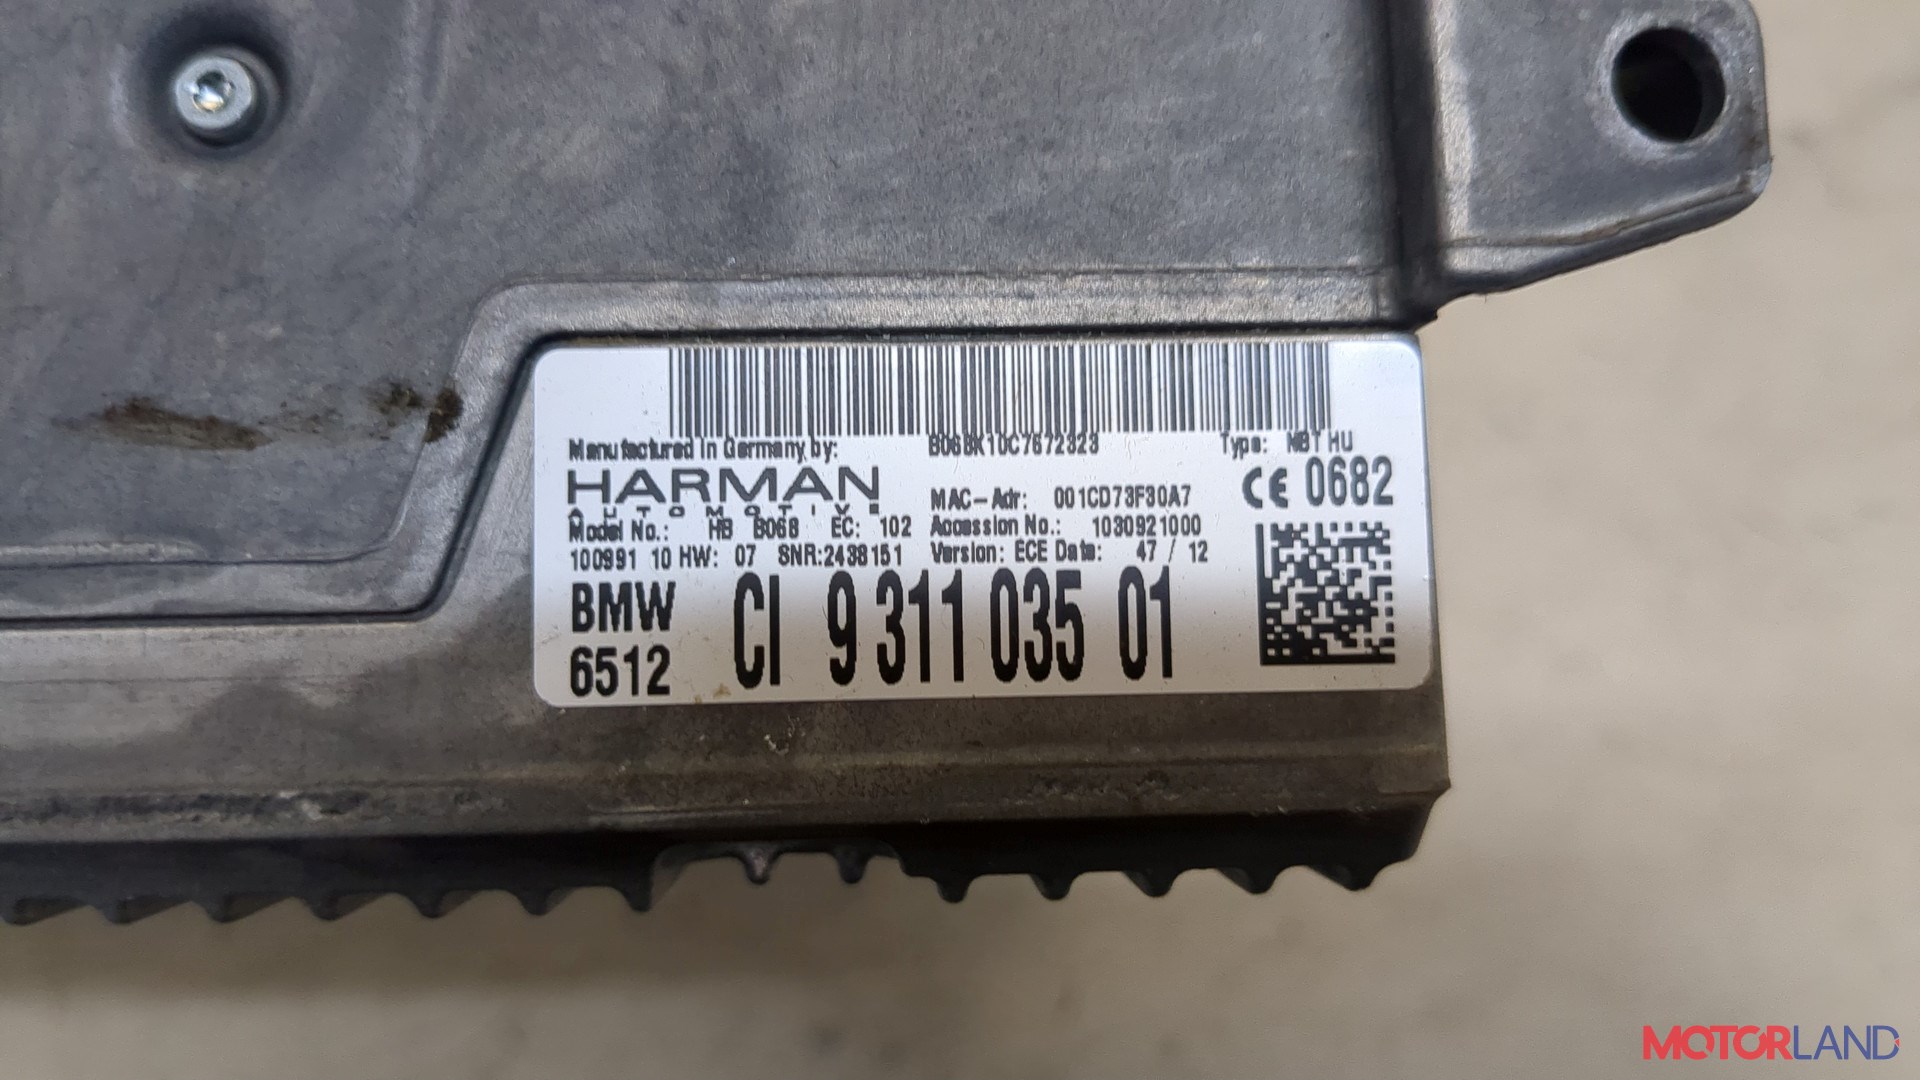 Manufactured in Germany by: B068K10C7672323 Type: NBT HU
HARMAN
AUTOMOTIVE
MAC-Adr: 001CD73F30A7 CE 0682
Model No.: HB B068 EC: 102 Accession No.: 1030921000
100991 10 HW: 07 SNR:2438151 Version: ECE Date: 47 / 12
BMW CI 9 311 035 01
6512
MOTORLAND